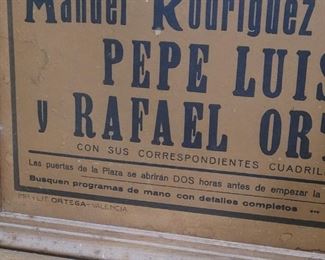 Manuel Rodríguez
PEPE LUIS
y RAFAEL OR
CON SUS CORRESPONDIENTES CUADRIL
Las puertas de la Plaza se abrirán DOS horas antes de empezar la
Busquen programas de mano con detalles completos
LIT. ORTEGA-VALENCIA